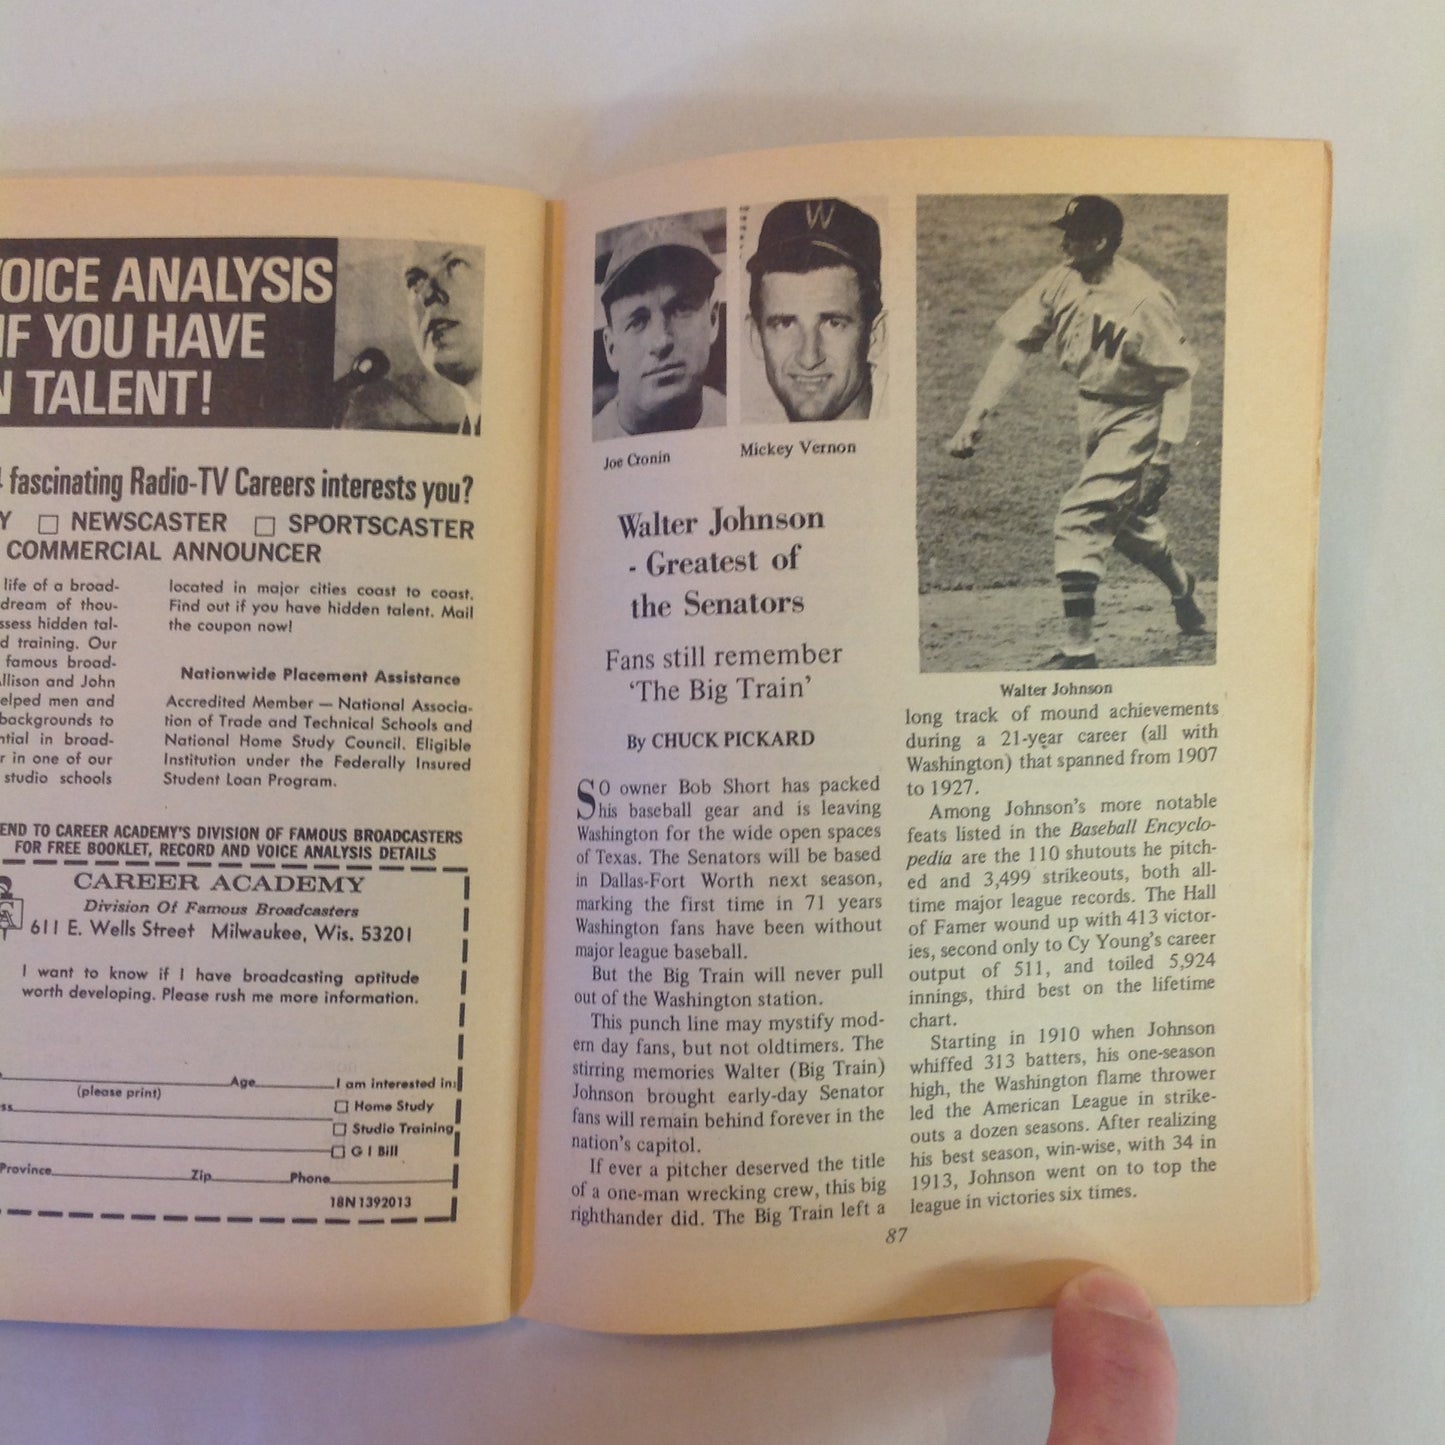 VOICE ANALYSIS
IF YOU HAVE
TALENT!
fascinating Radio-TV Careers interests you?
NEWSCASTER SPORTSCASTER
COMMERCIAL ANNOUNCER
life of a broad-
dream of thou-
ssess hidden tal-
d training. Our
famous broad-
llison and John
elped men and
backgrounds to
ntial in broad-
r in one of our
studio schools
located in major cities coast to coast.
Find out if you have hidden talent. Mail
the coupon now!
Nationwide Placement Assistance
Accredited Member — National Associa-
tion of Trade and Technical Schools and
National Home Study Council. Eligible
Institution under the Federally Insured
Student Loan Program.
END TO CAREER ACADEMY'S DIVISION OF FAMOUS BROADCASTERS
FOR FREE BOOKLET, RECORD AND VOICE ANALYSIS DETAILS
CAREER ACADEMY
Division Of Famous Broadcasters
611 E. Wells Street Milwaukee, Wis. 53201
I want to know if I have broadcasting aptitude
worth developing. Please rush me more information.
Age I am interested in:
(please print)
Home Study
Studio Training
G I Bill
Province Zip Phone
18N1392013
W
W
W
Joe Cronin
Mickey Vernon
Walter Johnson
- Greatest of
the Senators
Fans still remember
'The Big Train'
By CHUCK PICKARD
SO owner Bob Short has packed
his baseball gear and is leaving
Washington for the wide open spaces
of Texas. The Senators will be based
in Dallas-Fort Worth next season,
marking the first time in 71 years
Washington fans have been without
major league baseball.
But the Big Train will never pull
out of the Washington station.
This punch line may mystify mod-
ern day fans, but not oldtimers. The
stirring memories Walter (Big Train)
Johnson brought early-day Senator
fans will remain behind forever in the
nation's capitol.
If ever a pitcher deserved the title
of a one-man wrecking crew, this big
righthander did. The Big Train left a
Walter Johnson
long track of mound achievements
during a 21-year career (all with
Washington) that spanned from 1907
to 1927.
Among Johnson's more notable
feats listed in the Baseball Encyclo-
pedia are the 110 shutouts he pitch-
ed and 3,499 strikeouts, both all-
time major league records. The Hall
of Famer wound up with 413 victor-
ies, second only to Cy Young's career
output of 511, and toiled 5,924
innings, third best on the lifetime
chart.
Starting in 1910 when Johnson
whiffed 313 batters, his one-season
high, the Washington flame thrower
led the American League in strike-
outs a dozen seasons. After realizing
his best season, win-wise, with 34 in
1913, Johnson went on to top the
league in victories six times.
87